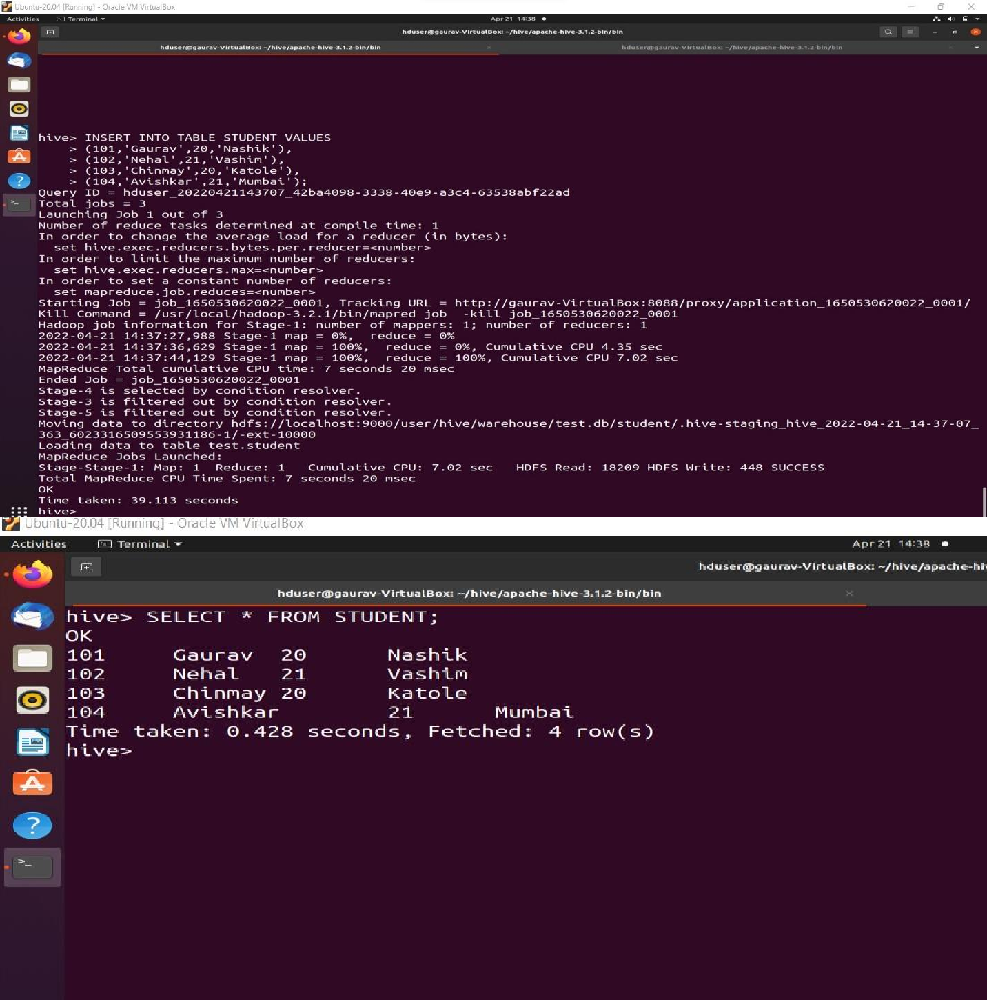 Ubuntu-20.04 [Running] - Oracle VM VirtualBox
Activities Terminal Apr 21 14:38
hduser@gaurav-VirtualBox: ~/hive/apache-hive-3.1.2-bin/bin
hduser@gaurav-VirtualBox: ~/hive/apache-hive-3.1.2-bin/bin hduser@gaurav-VirtualBox: ~/hive/apache-hive-3.1.2-bin/bin
hive> INSERT INTO TABLE STUDENT VALUES
> (101,'Gaurav',20,'Nashik'),
> (102,'Nehal',21,'Vashim'),
> (103,'Chinmay',20,'Katole'),
> (104,'Avishkar',21,'Mumbai');
Query ID = hduser_20220421143707_42ba4098-3338-40e9-a3c4-63538abf22ad
Total jobs = 3
Launching Job 1 out of 3
Number of reduce tasks determined at compile time: 1
In order to change the average load for a reducer (in bytes):
set hive.exec.reducers.bytes.per.reducer=<number>
In order to limit the maximum number of reducers:
set hive.exec.reducers.max=<number>
In order to set a constant number of reducers:
set mapreduce.job.reduces=<number>
Starting Job = job_1650530620022_0001, Tracking URL = http://gaurav-VirtualBox:8088/proxy/application_1650530620022_0001/
Kill Command = /usr/local/hadoop-3.2.1/bin/mapred job  -kill job_1650530620022_0001
Hadoop job information for Stage-1: number of mappers: 1; number of reducers: 1
2022-04-21 14:37:27,988 Stage-1 map = 0%,  reduce = 0%
2022-04-21 14:37:36,629 Stage-1 map = 100%,  reduce = 0%, Cumulative CPU 4.35 sec
2022-04-21 14:37:44,129 Stage-1 map = 100%,  reduce = 100%, Cumulative CPU 7.02 sec
MapReduce Total cumulative CPU time: 7 seconds 20 msec
Ended Job = job_1650530620022_0001
Stage-4 is selected by condition resolver.
Stage-3 is filtered out by condition resolver.
Stage-5 is filtered out by condition resolver.
Moving data to directory hdfs://localhost:9000/user/hive/warehouse/test.db/student/.hive-staging_hive_2022-04-21_14-37-07_
363_6023316509553931186-1/-ext-10000
Loading data to table test.student
MapReduce Jobs Launched:
Stage-Stage-1: Map: 1  Reduce: 1   Cumulative CPU: 7.02 sec   HDFS Read: 18209 HDFS Write: 448 SUCCESS
Total MapReduce CPU Time Spent: 7 seconds 20 msec
OK
Time taken: 39.113 seconds
hive>
Ubuntu-20.04 [Running] - Oracle VM VirtualBox
Activities Terminal Apr 21 14:38
hduser@gaurav-VirtualBox: ~/hive/apache-hi
hduser@gaurav-VirtualBox: ~/hive/apache-hive-3.1.2-bin/bin
hive> SELECT * FROM STUDENT;
OK
101 Gaurav 20 Nashik
102 Nehal 21 Vashim
103 Chinmay 20 Katole
104 Avishkar 21 Mumbai
Time taken: 0.428 seconds, Fetched: 4 row(s)
hive>